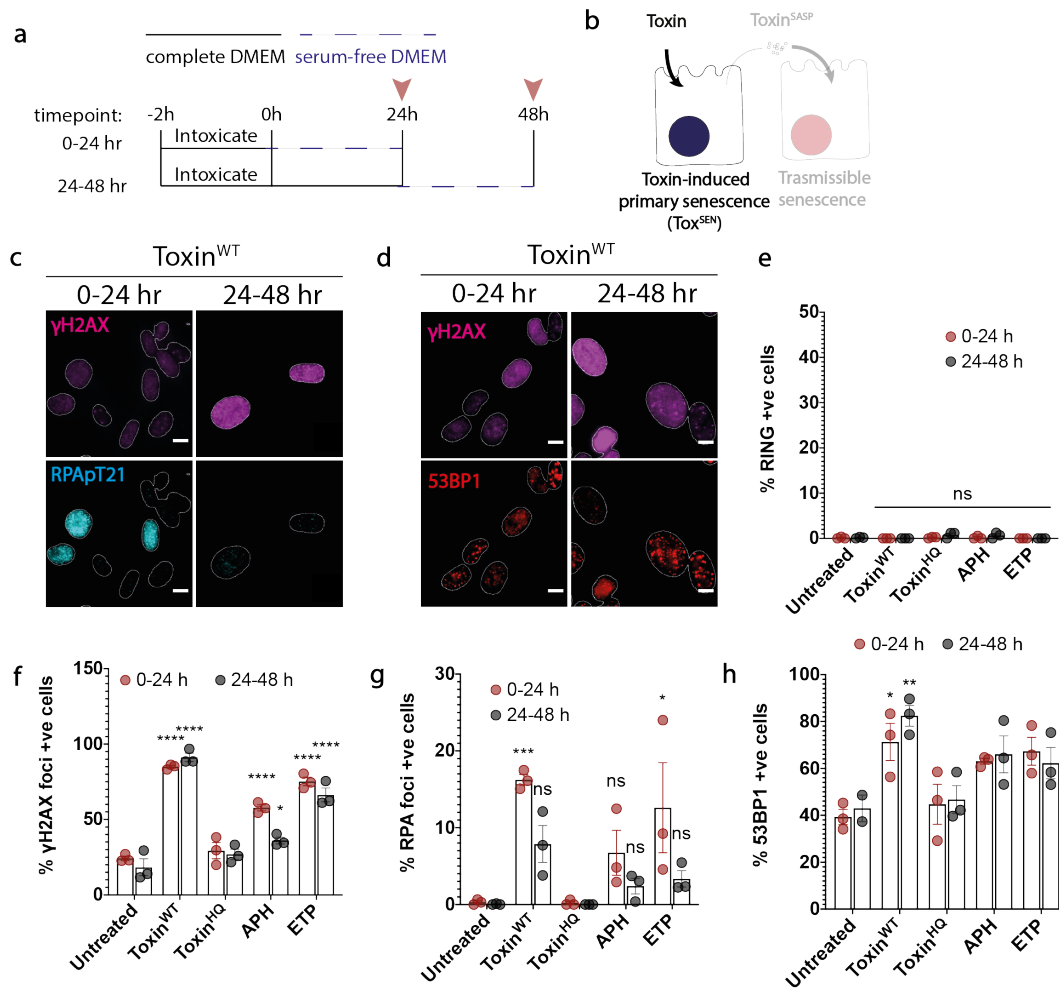 a
complete DMEM serum-free DMEM
timepoint: -2h 0h 24h 48h
0-24 hr Intoxicate
24-48 hr Intoxicate
b
Toxin ToxinSASP
Toxin-induced
primary senescence
(ToxSEN)
Trasmissible
senescence
c
ToxinWT
0-24 hr 24-48 hr
γH2AX
RPApT21
d
ToxinWT
0-24 hr 24-48 hr
γH2AX
53BP1
e
% RING +ve cells
50
40
30
20
10
0
0-24 h
24-48 h
ns
Untreated ToxinWT ToxinHQ APH ETP
f
% γH2AX foci +ve cells
150
100
50
0
0-24 h 24-48 h
**** **** **** * **** ****
Untreated ToxinWT ToxinHQ APH ETP
g
% RPA foci +ve cells
30
20
10
0
0-24 h
24-48 h
*** ns ns ns * ns
Untreated ToxinWT ToxinHQ APH ETP
h
% 53BP1 +ve cells
100
80
60
40
20
0
0-24 h 24-48 h
* **
Untreated ToxinWT ToxinHQ APH ETP